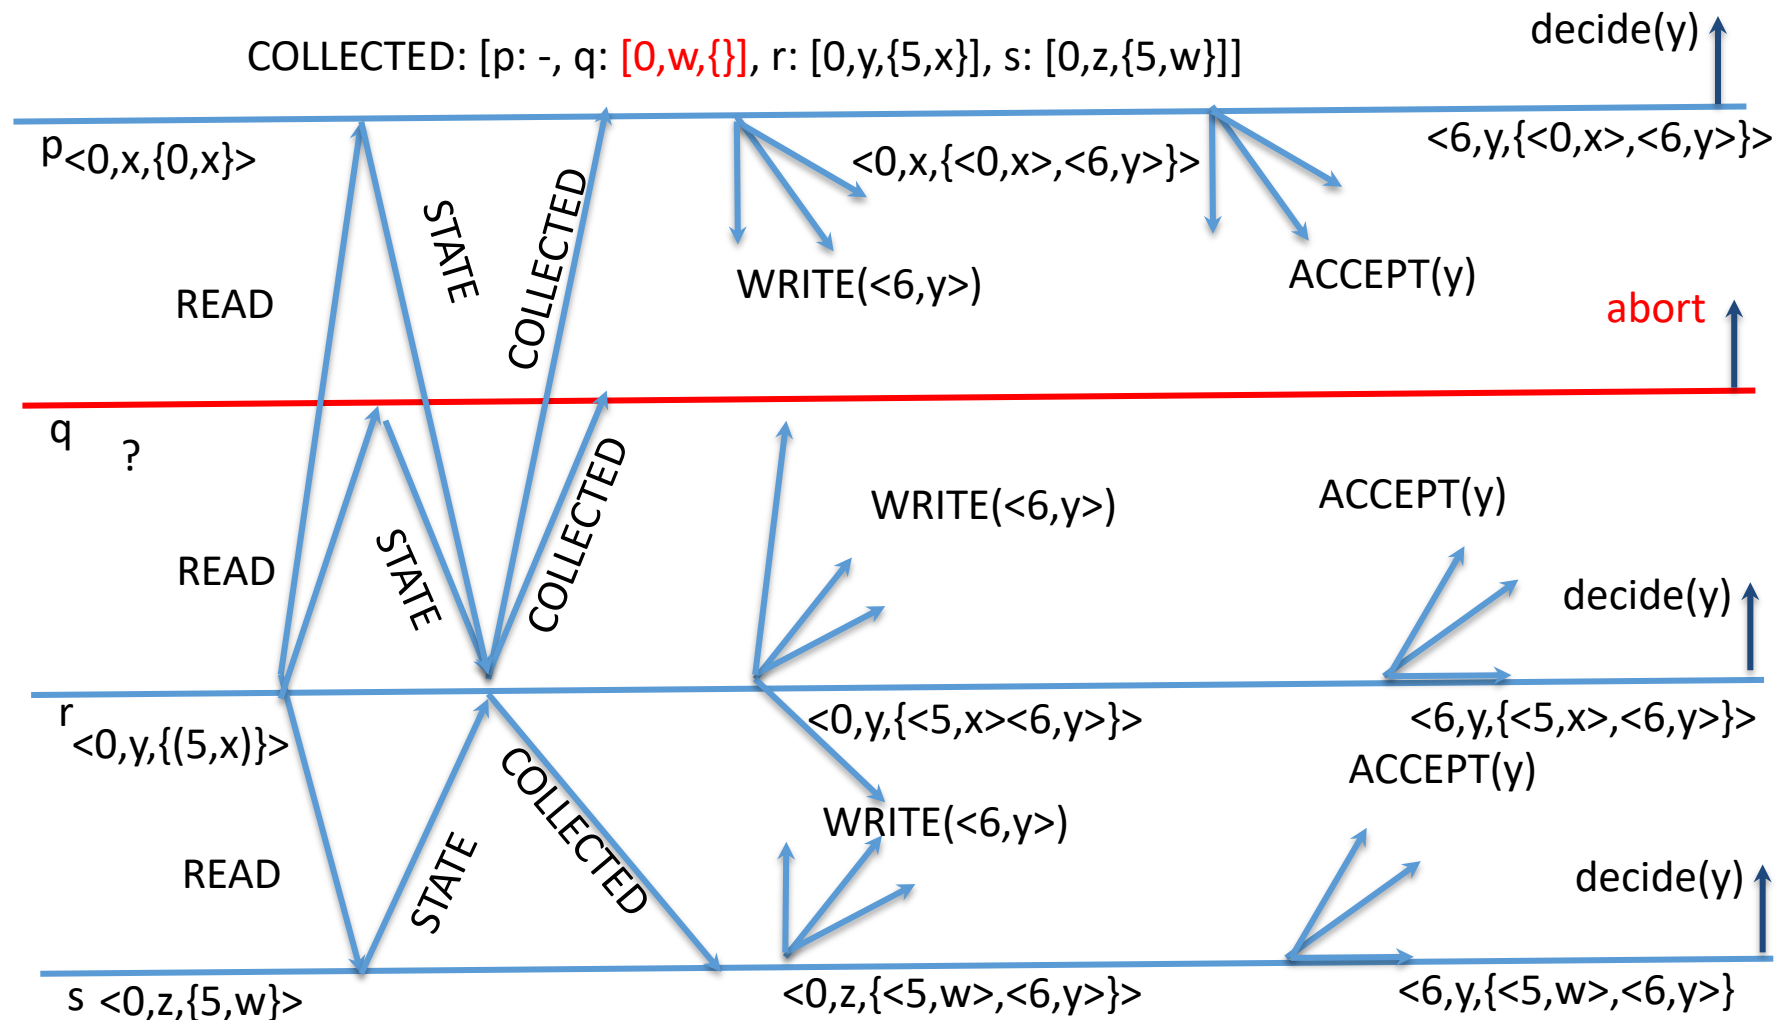 decide(y)
COLLECTED: [p: -, q: [0,w,{}], r: [0,y,{5,x}], s: [0,z,{5,w}]]
p<0,x,{0,x}>
<0,x,{<0,x>,<6,y>}>
<6,y,{<0,x>,<6,y>}>
STATE
COLLECTED
READ
WRITE(<6,y>)
ACCEPT(y)
abort
q
?
READ
STATE
COLLECTED
WRITE(<6,y>)
ACCEPT(y)
decide(y)
r
<0,y,{(5,x)}>
<0,y,{<5,x><6,y>}>
<6,y,{<5,x>,<6,y>}>
ACCEPT(y)
COLLECTED
WRITE(<6,y>)
READ
STATE
decide(y)
s <0,z,{5,w}>
<0,z,{<5,w>,<6,y>}>
<6,y,{<5,w>,<6,y>}